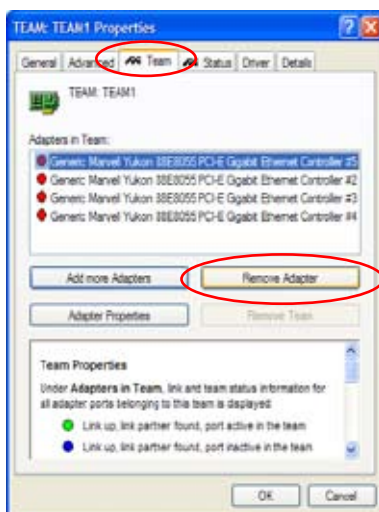 TEAM: TEAM1 Properties
General Advanced Team Status Driver Details
TEAM: TEAM1
Adapters in Team:
Generic Marvel Yukon 88E8055 PCI-E Gigabit Ethernet Controller #5
Generic Marvel Yukon 88E8055 PCI-E Gigabit Ethernet Controller #2
Generic Marvel Yukon 88E8055 PCI-E Gigabit Ethernet Controller #3
Generic Marvel Yukon 88E8055 PCI-E Gigabit Ethernet Controller #4
Add more Adapters Remove Adapter
Adapter Properties Remove Team
Team Properties
Under Adapters in Team, link and team status information for
all adapter ports belonging to this team is displayed:
Link up, link partner found, port active in the team
Link up, link partner found, port inactive in the team
OK Cancel